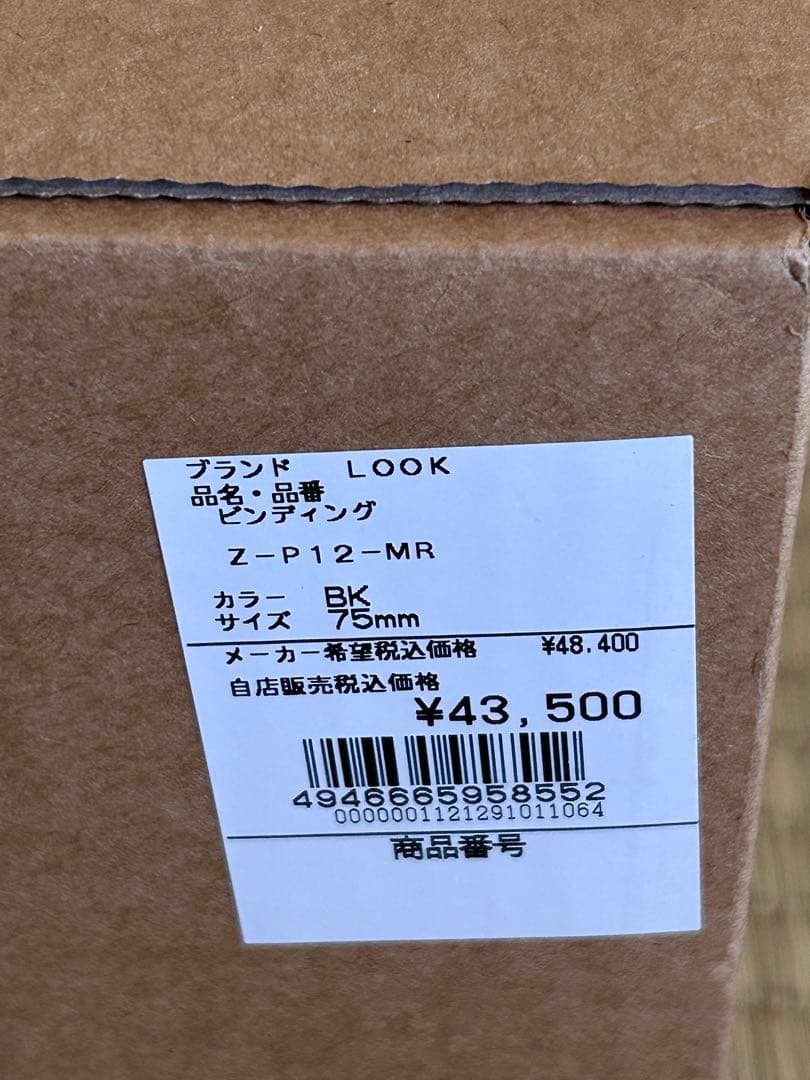 ブランド　ＬＯＯＫ
品名・品番
ビンディング
Ｚ－Ｐ１２－ＭＲ
カラー　BK
サイズ　75mm
メーカー希望税込価格　¥48,400
自店販売税込価格
¥43,500
4946665958552
0000001121291011064
商品番号